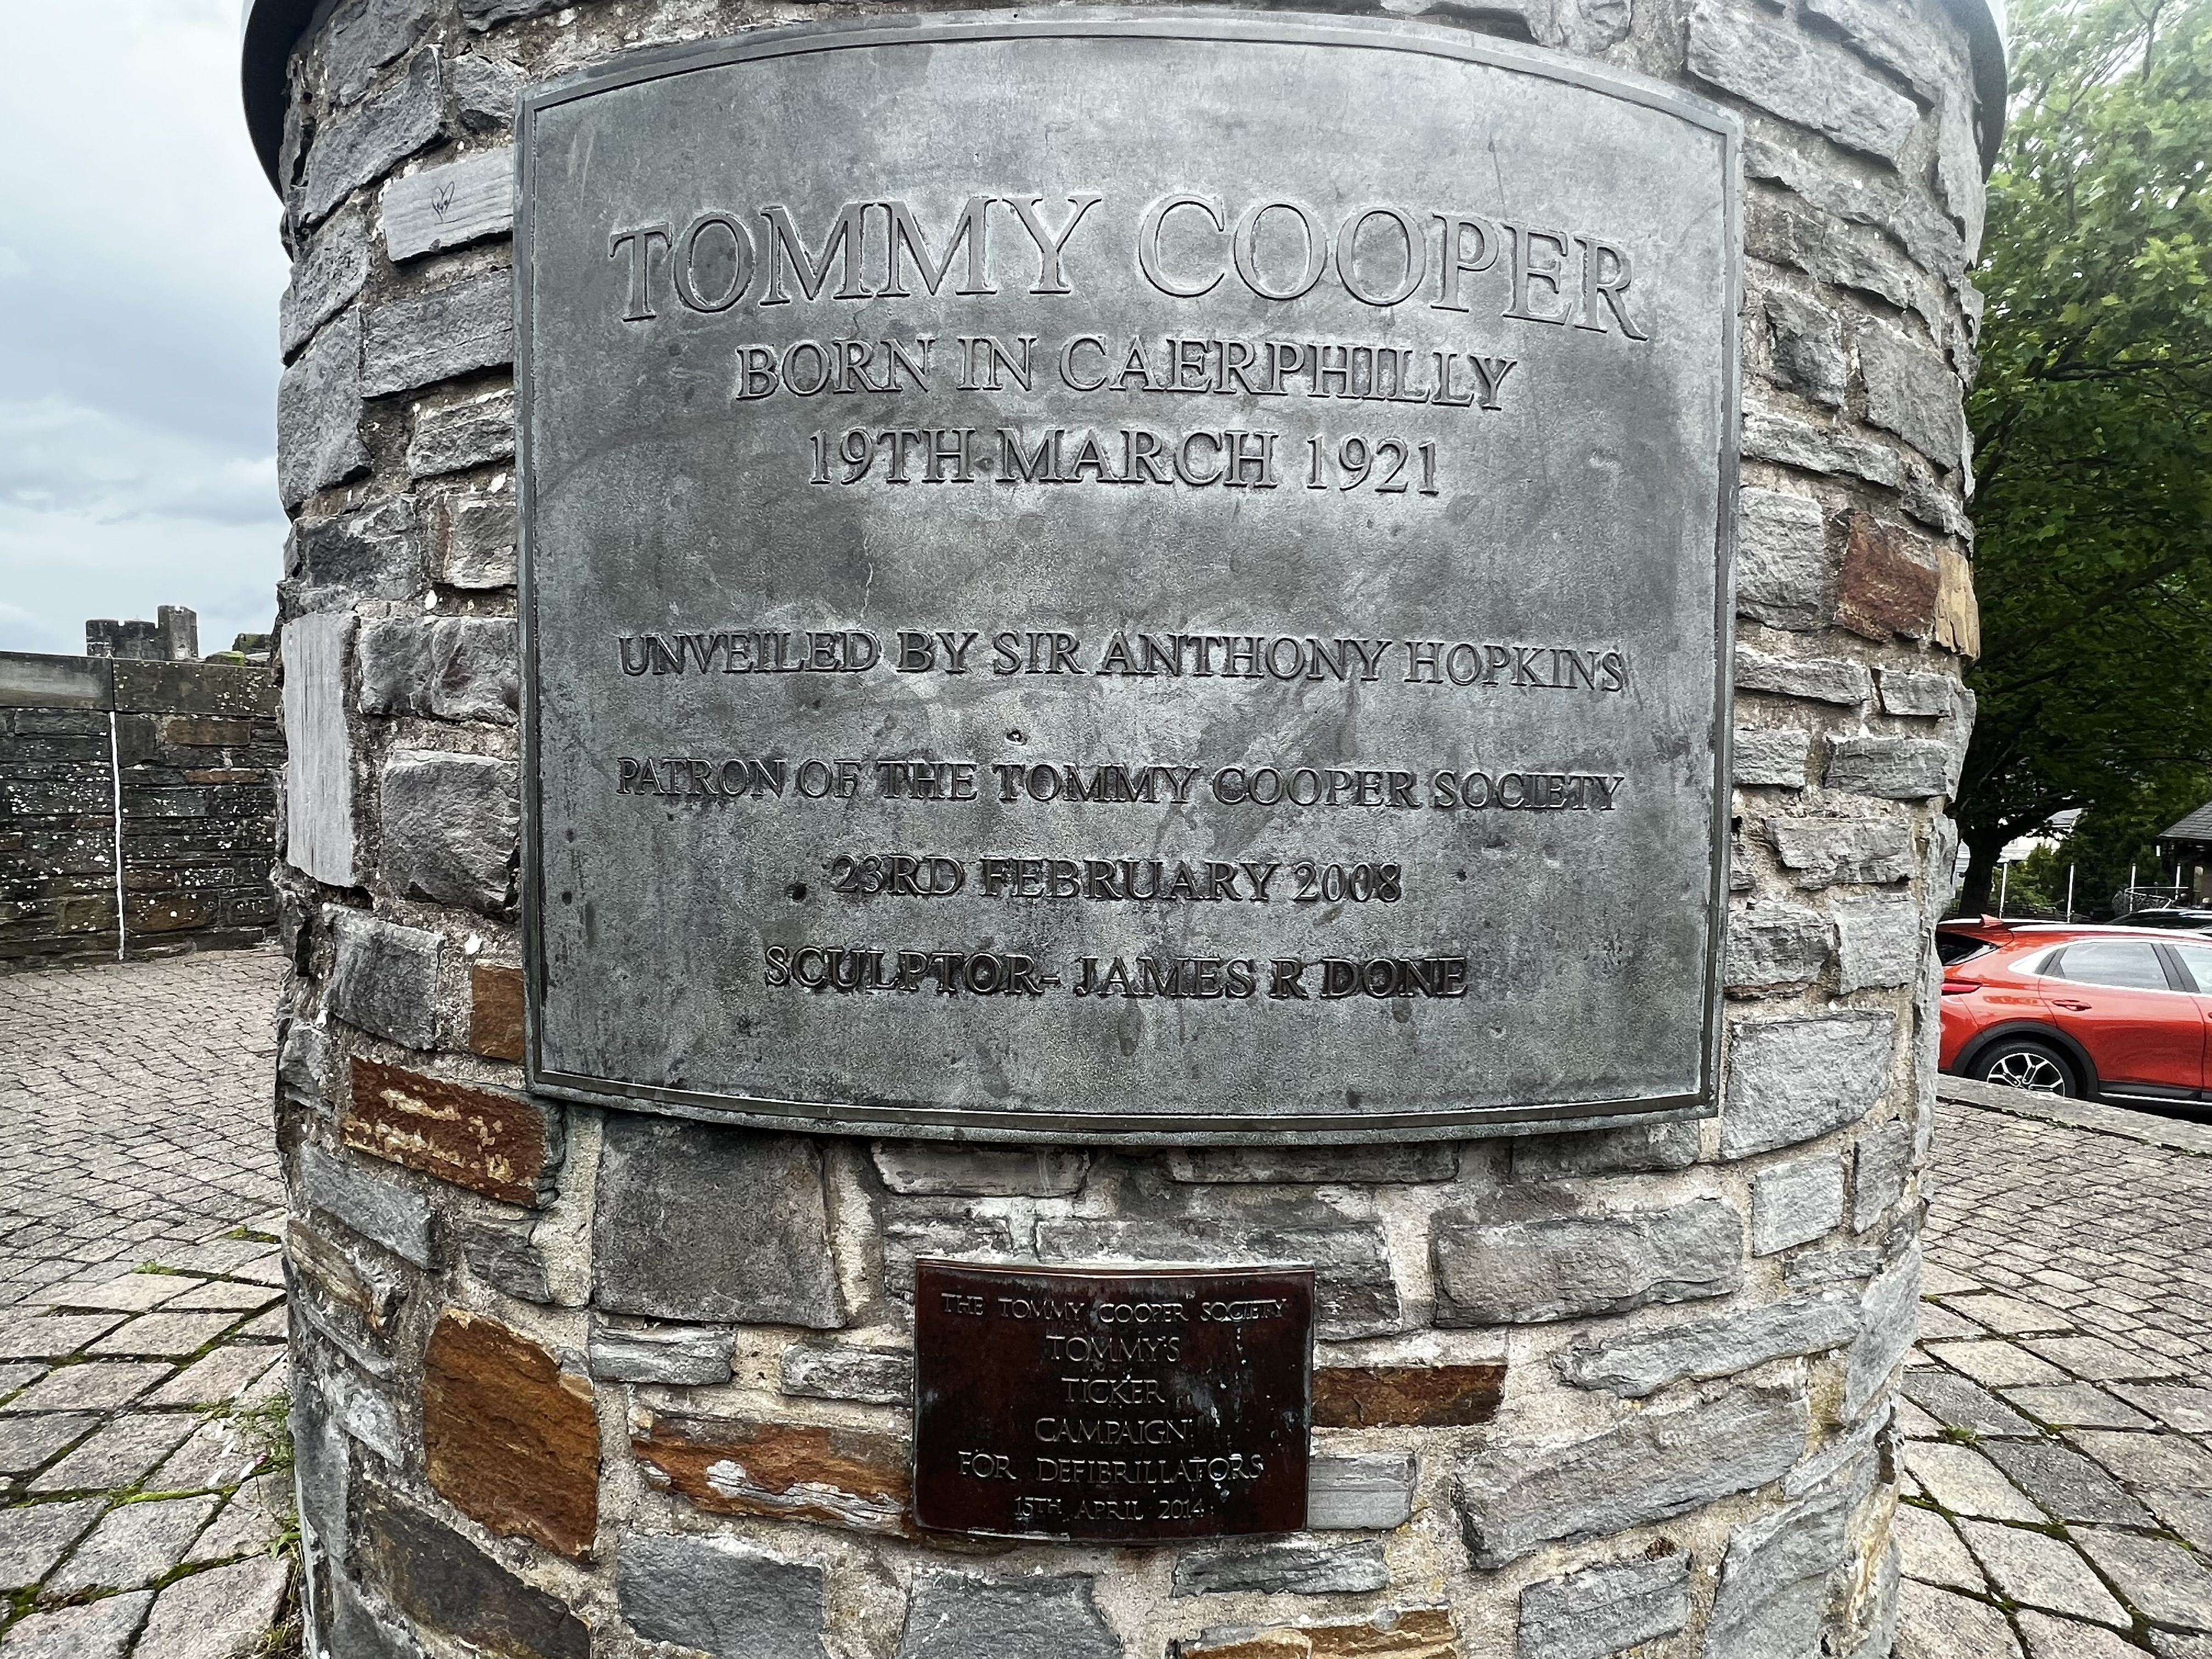 TOMMY COOPER
BORN IN CAERPHILLY
19TH MARCH 1921
UNVEILED BY SIR ANTHONY HOPKINS
PATRON OF THE TOMMY COOPER SOCIETY
23RD FEBRUARY 2008
SCULPTOR- JAMES R DONE
THE TOMMY COOPER SOCIETY
TOMMY'S
TICKER
CAMPAIGN
FOR DEFIBRILLATORS
15TH APRIL 2014